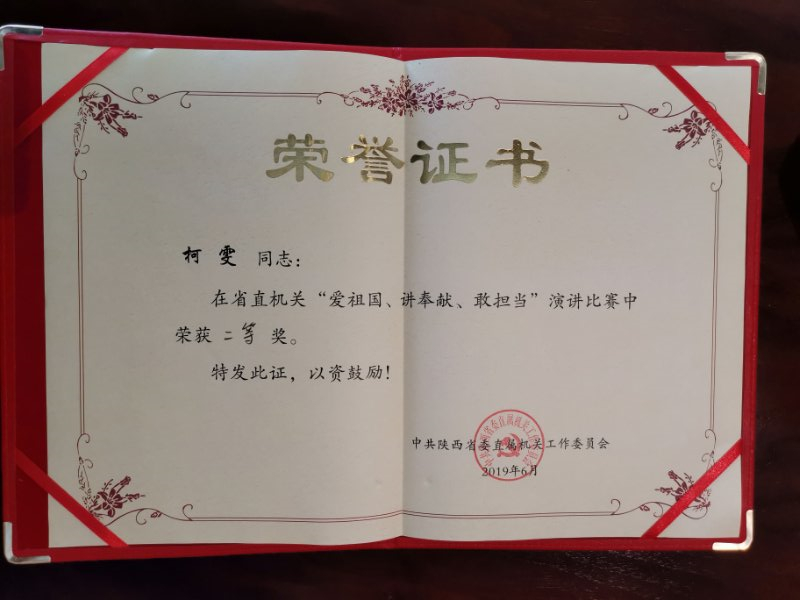 荣誉证书
柯雯 同志：
在省直机关“爱祖国、讲奉献、敢担当”演讲比赛中
荣获 二等 奖。
特发此证，以资鼓励！
中共陕西省委直属机关工作委员会
2019年6月